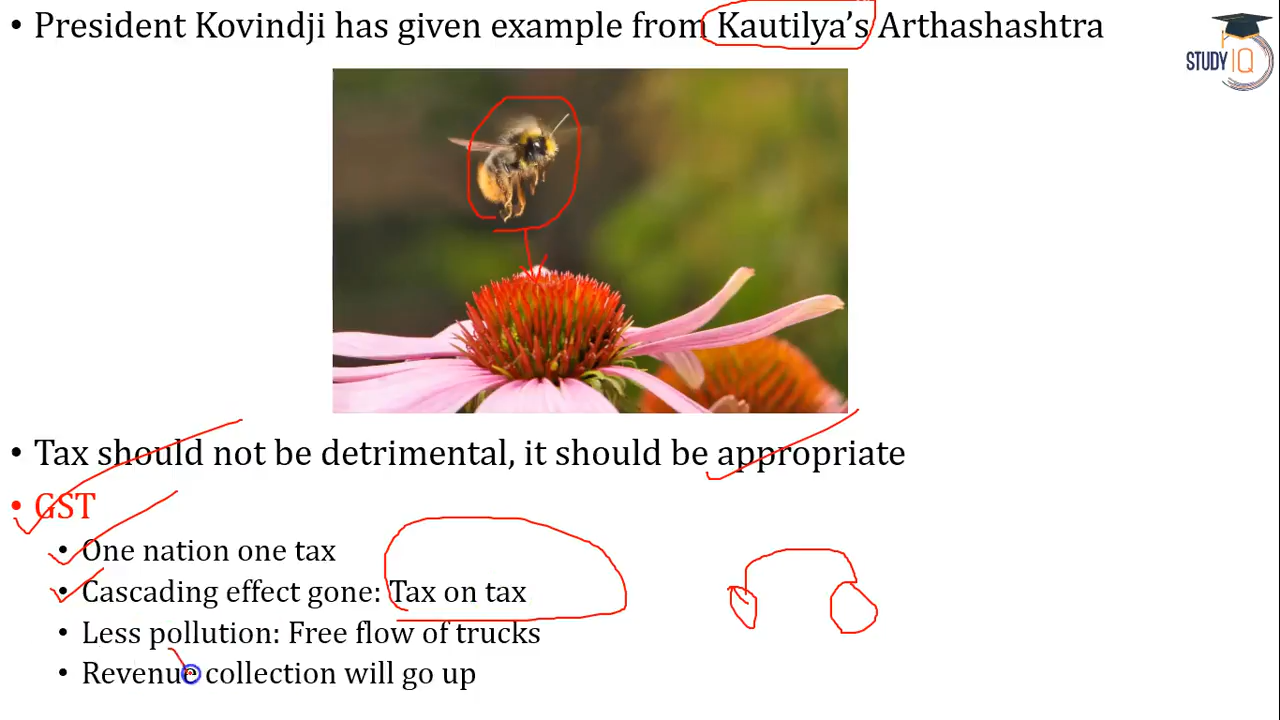 • President Kovindji has given example from Kautilya's Arthashashtra
STUDY IQ
• Tax should not be detrimental, it should be appropriate
• GST
• One nation one tax
• Cascading effect gone: Tax on tax
• Less pollution: Free flow of trucks
• Revenue collection will go up